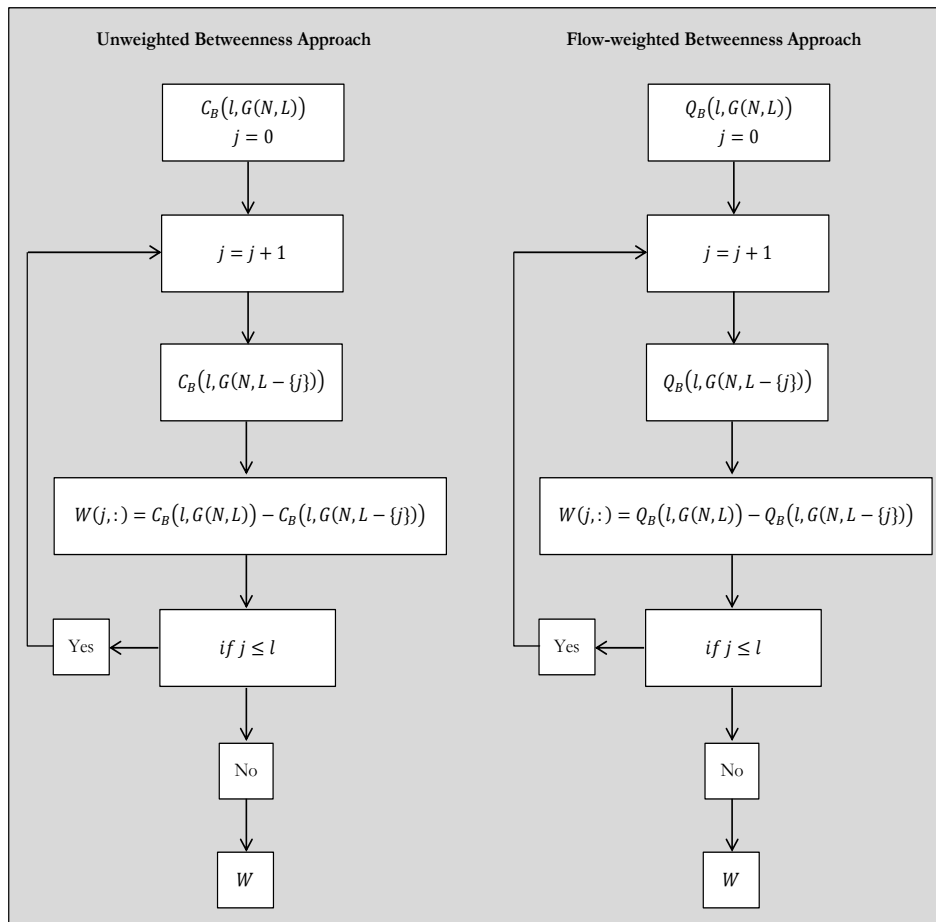 Unweighted Betweenness Approach
C_B(l, G(N, L))
j = 0
j = j + 1
C_B(l, G(N, L − {j}))
W(j,:) = C_B(l, G(N, L)) − C_B(l, G(N, L − {j}))
if j ≤ l
Yes
No
W
Flow-weighted Betweenness Approach
Q_B(l, G(N, L))
j = 0
j = j + 1
Q_B(l, G(N, L − {j}))
W(j,:) = Q_B(l, G(N, L)) − Q_B(l, G(N, L − {j}))
if j ≤ l
Yes
No
W